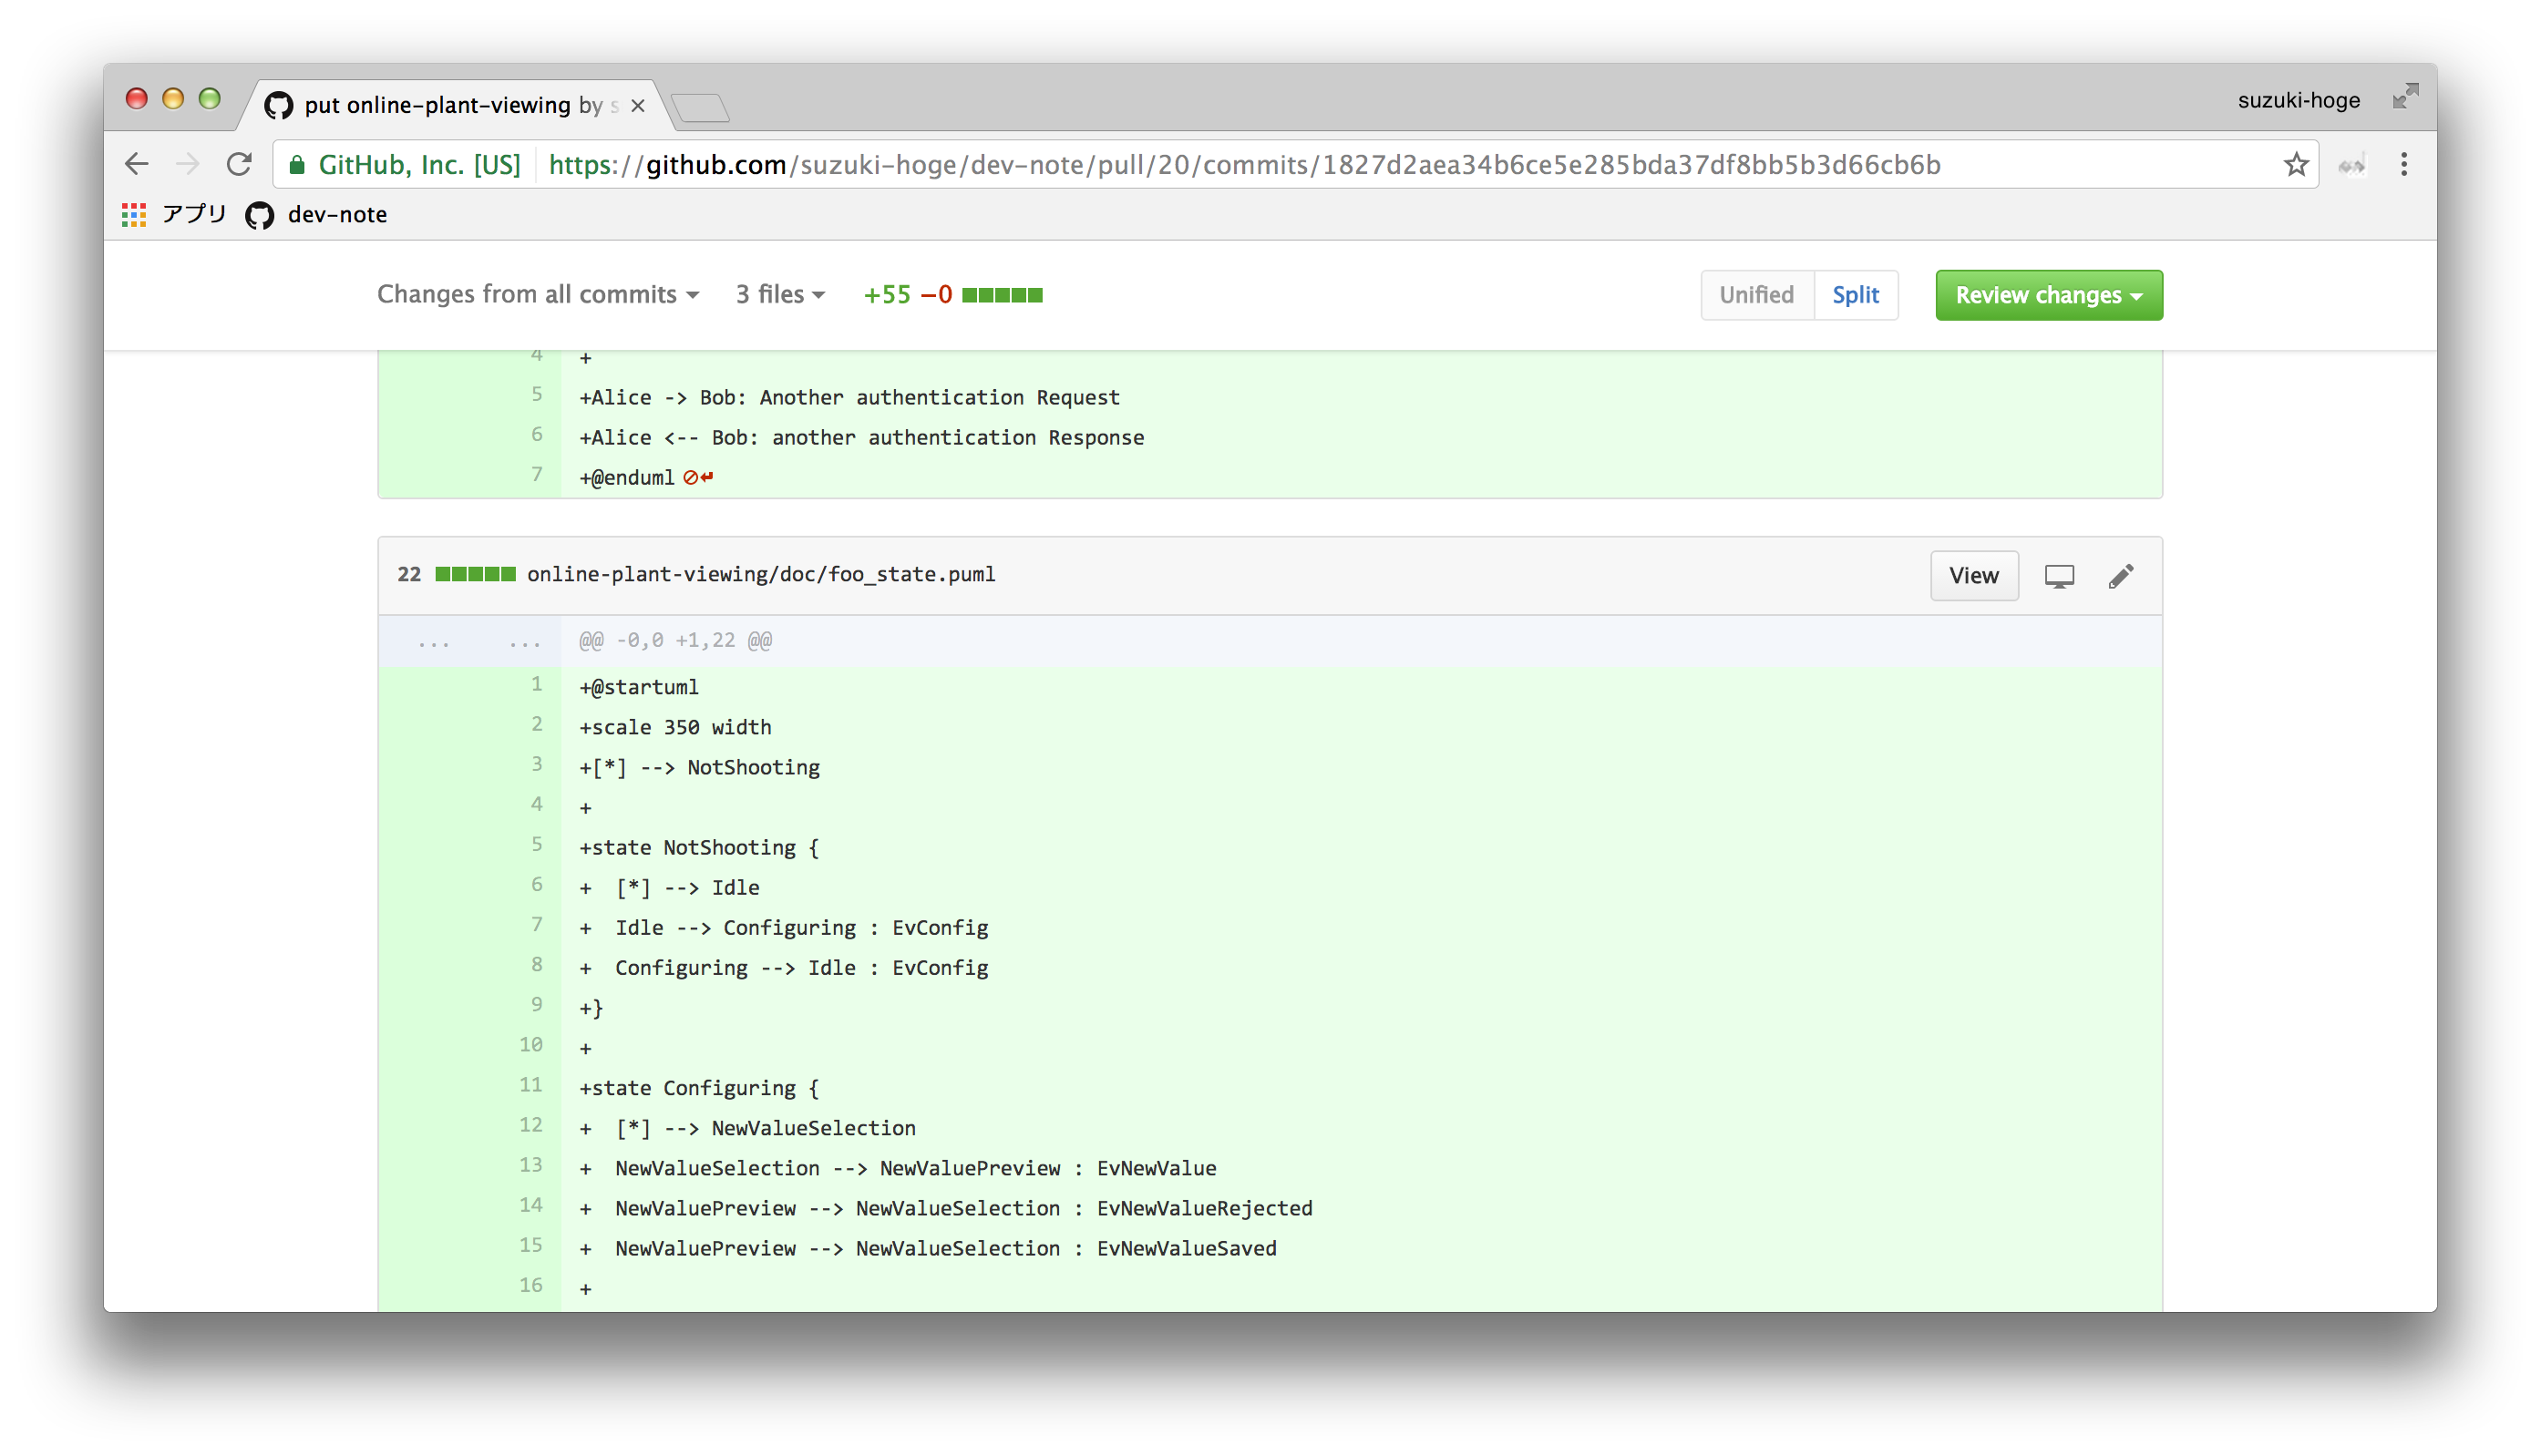 put online-plant-viewing by s
suzuki-hoge
GitHub, Inc. [US] https://github.com/suzuki-hoge/dev-note/pull/20/commits/1827d2aea34b6ce5e285bda37df8bb5b3d66cb6b
アプリ dev-note
Changes from all commits 3 files +55 −0 Unified Split Review changes
4 +
5 +Alice -> Bob: Another authentication Request
6 +Alice <-- Bob: another authentication Response
7 +@enduml
22 online-plant-viewing/doc/foo_state.puml View
... ... @@ -0,0 +1,22 @@
1 +@startuml
2 +scale 350 width
3 +[*] --> NotShooting
4 +
5 +state NotShooting {
6 +  [*] --> Idle
7 +  Idle --> Configuring : EvConfig
8 +  Configuring --> Idle : EvConfig
9 +}
10 +
11 +state Configuring {
12 +  [*] --> NewValueSelection
13 +  NewValueSelection --> NewValuePreview : EvNewValue
14 +  NewValuePreview --> NewValueSelection : EvNewValueRejected
15 +  NewValuePreview --> NewValueSelection : EvNewValueSaved
16 +